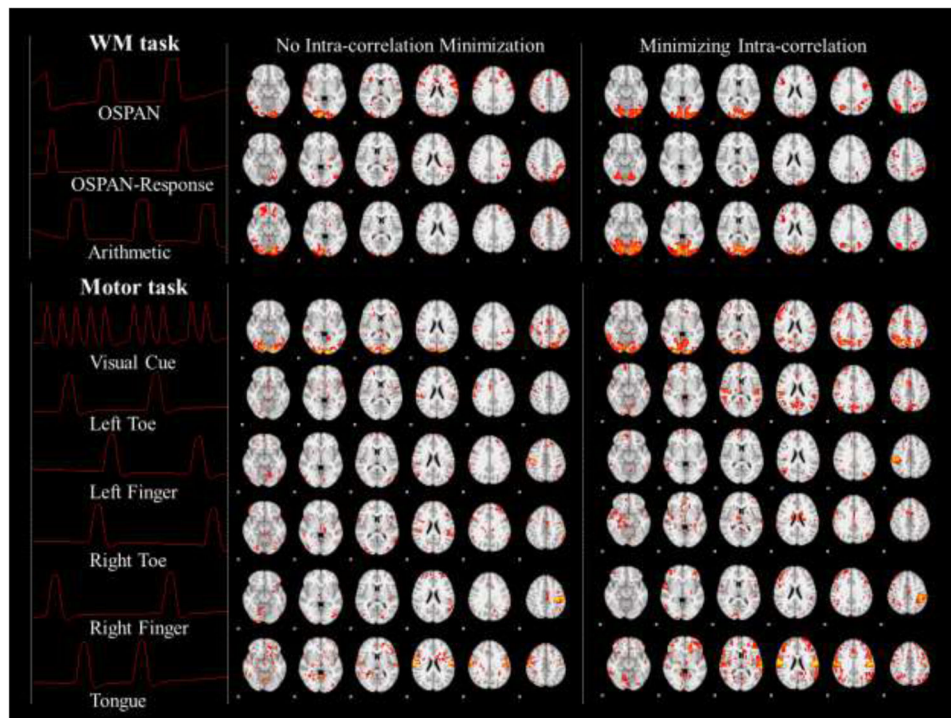 WM task
No Intra-correlation Minimization
Minimizing Intra-correlation
OSPAN
OSPAN-Response
Arithmetic
Motor task
Visual Cue
Left Toe
Left Finger
Right Toe
Right Finger
Tongue